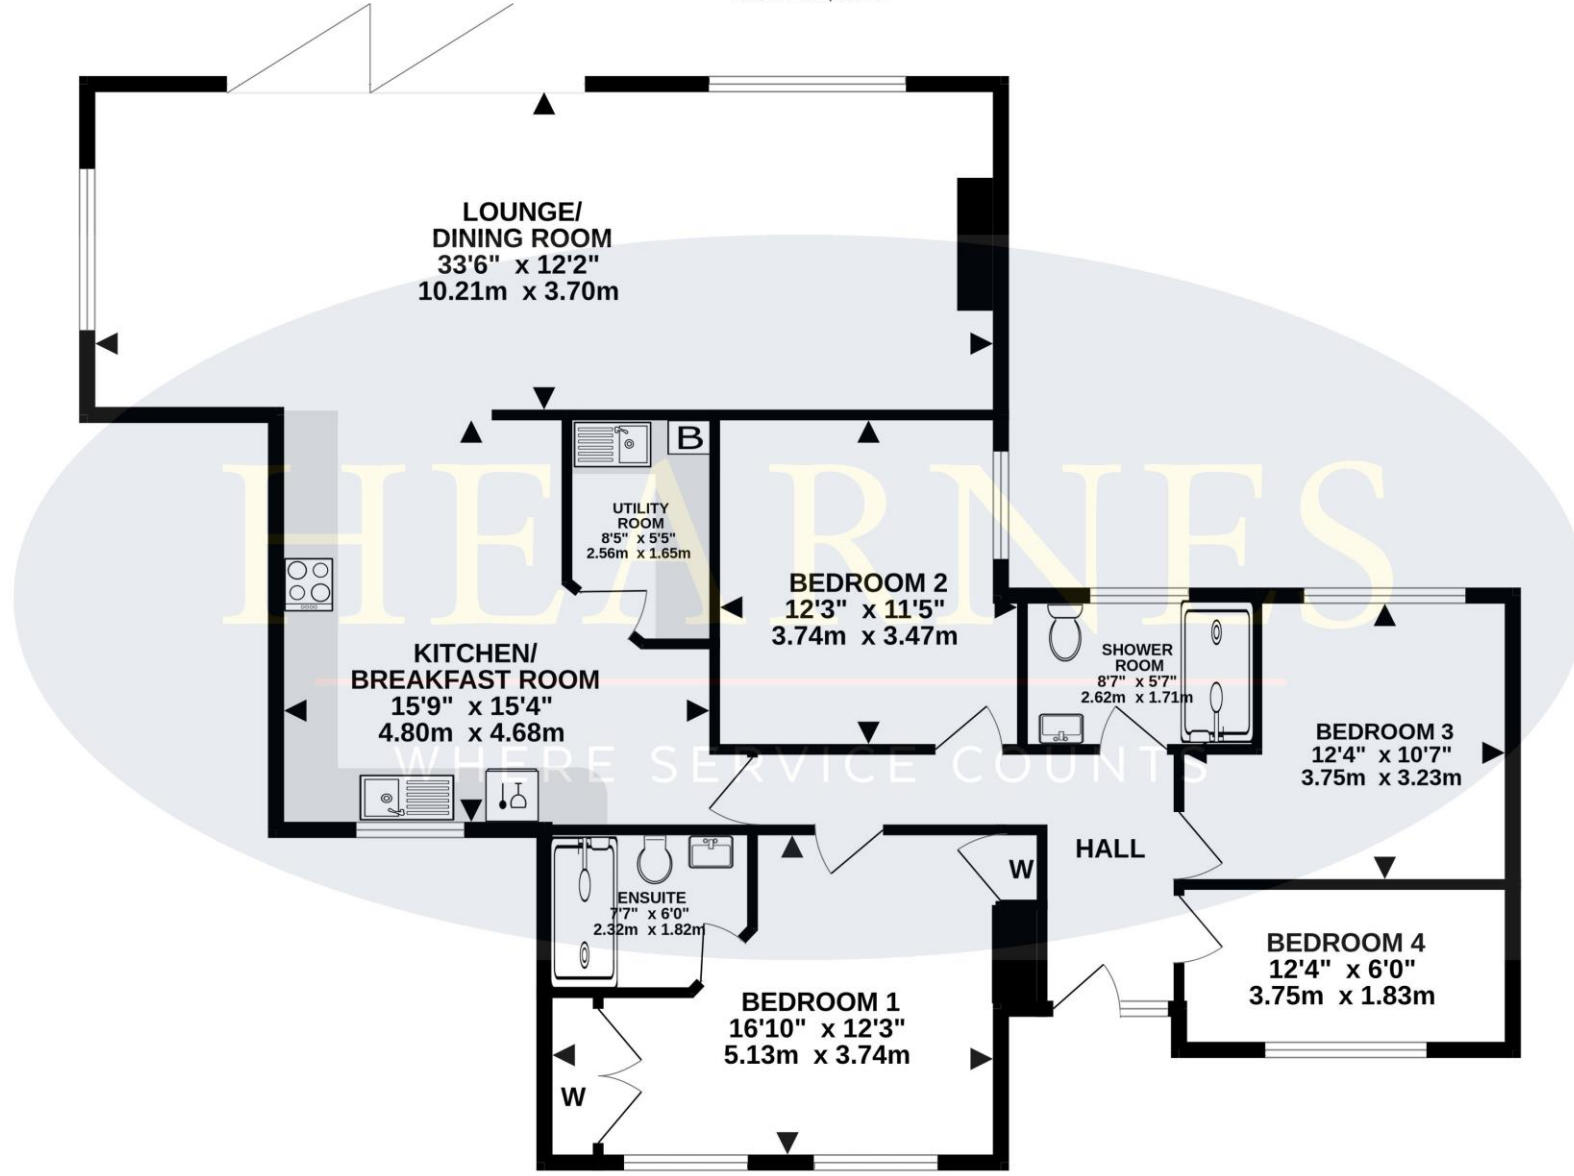 LOUNGE/
DINING ROOM
33'6" x 12'2"
10.21m x 3.70m
B
UTILITY
ROOM
8'5" x 5'5"
2.56m x 1.65m
HEARNES
BEDROOM 2
12'3" x 11'5"
3.74m x 3.47m
KITCHEN/
BREAKFAST ROOM
15'9" x 15'4"
4.80m x 4.68m
SHOWER
ROOM
8'7" x 5'7"
2.62m x 1.71m
BEDROOM 3
12'4" x 10'7"
3.75m x 3.23m
WHERE SERVICE COUNTS
HALL
W
ENSUITE
7'7" x 6'0"
2.32m x 1.82m
BEDROOM 4
12'4" x 6'0"
3.75m x 1.83m
BEDROOM 1
16'10" x 12'3"
5.13m x 3.74m
W